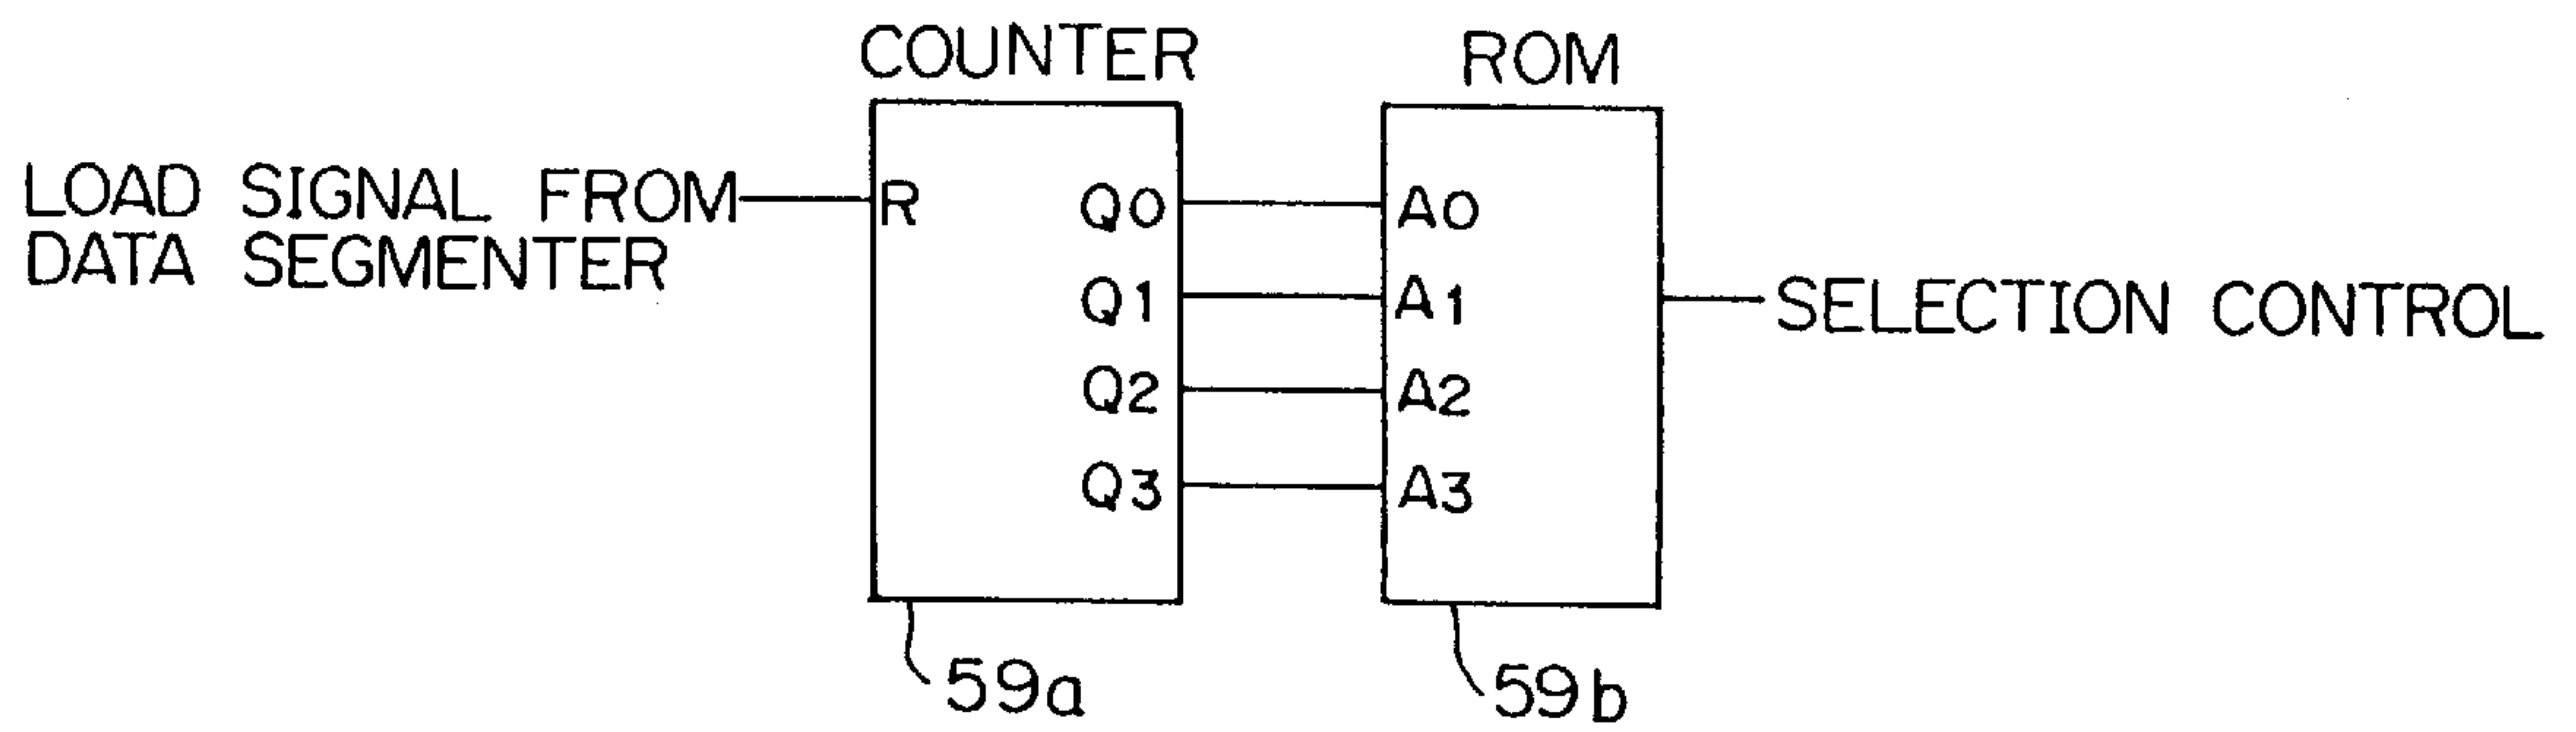 COUNTER
ROM
LOAD SIGNAL FROM
DATA SEGMENTER
R
Q0
A0
Q1
A1
Q2
A2
Q3
A3
SELECTION CONTROL
59a
59b